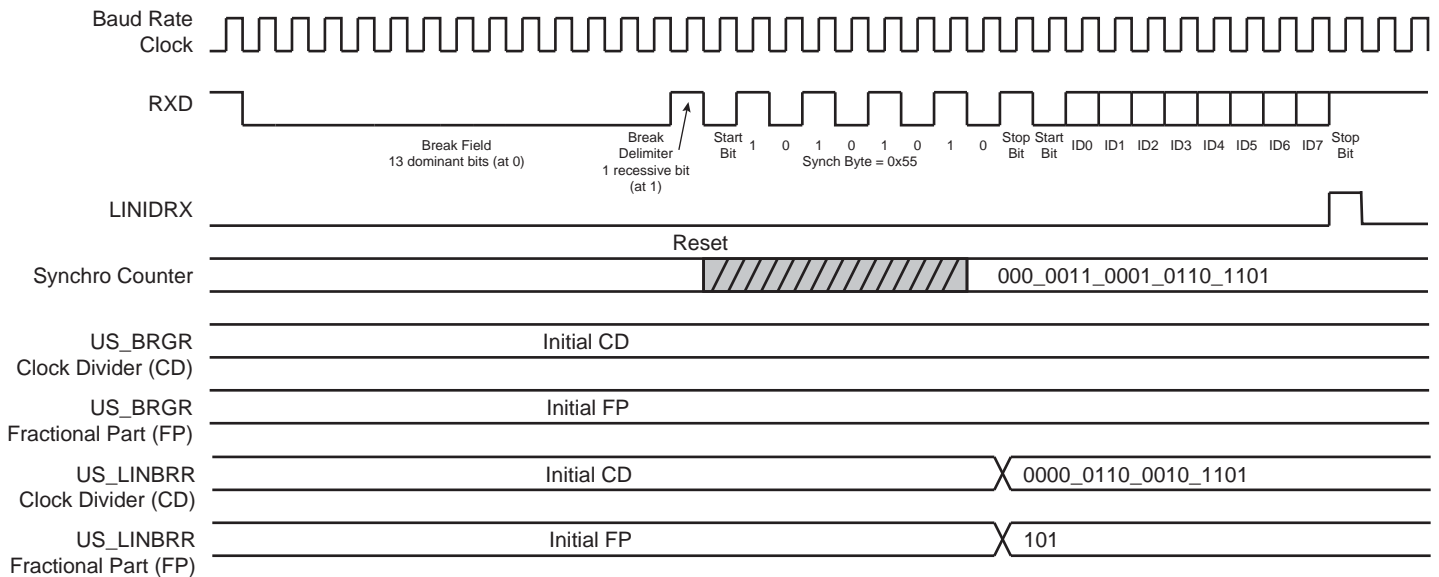 Baud Rate
Clock
RXD
Break Field
13 dominant bits (at 0)
Break
Delimiter
1 recessive bit
(at 1)
Start
Bit
1 0 1 0 1 0 1 0
Synch Byte = 0x55
Stop
Bit
Start
Bit
ID0 ID1 ID2 ID3 ID4 ID5 ID6 ID7
Stop
Bit
LINIDRX
Reset
Synchro Counter
000_0011_0001_0110_1101
US_BRGR
Clock Divider (CD)
Initial CD
US_BRGR
Fractional Part (FP)
Initial FP
US_LINBRR
Clock Divider (CD)
Initial CD
0000_0110_0010_1101
US_LINBRR
Fractional Part (FP)
Initial FP
101